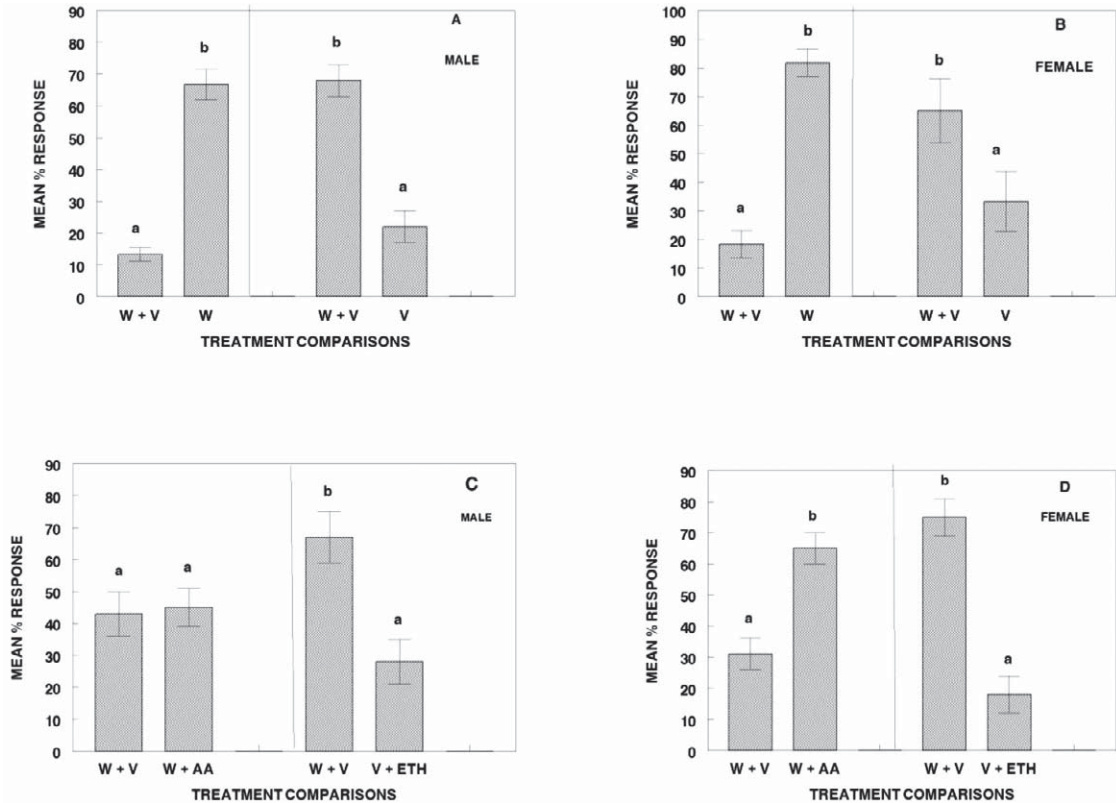 A
MALE
MEAN % RESPONSE
90
80
70
60
50
40
30
20
10
0
a
b
b
a
W + V W W + V V
TREATMENT COMPARISONS
B
FEMALE
MEAN % RESPONSE
100
90
80
70
60
50
40
30
20
10
0
a
b
b
a
W + V W W + V V
TREATMENT COMPARISONS
C
MALE
MEAN % RESPONSE
90
80
70
60
50
40
30
20
10
0
a
a
b
a
W + V W + AA W + V V + ETH
TREATMENT COMPARISONS
D
FEMALE
MEAN % RESPONSE
90
80
70
60
50
40
30
20
10
0
a
b
b
a
W + V W + AA W + V V + ETH
TREATMENT COMPARISONS